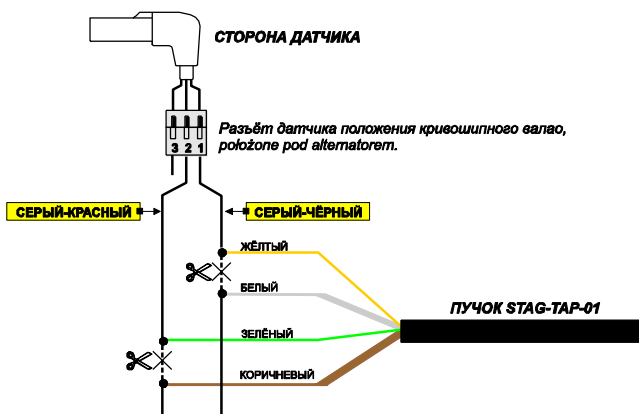 СТОРОНА ДАТЧИКА
Разъём датчика положения кривошипного валао,
położone pod alternatorem.
3 2 1
СЕРЫЙ-КРАСНЫЙ
СЕРЫЙ-ЧЁРНЫЙ
ЖЁЛТЫЙ
БЕЛЫЙ
ПУЧОК STAG-TAP-01
ЗЕЛЁНЫЙ
КОРИЧНЕВЫЙ